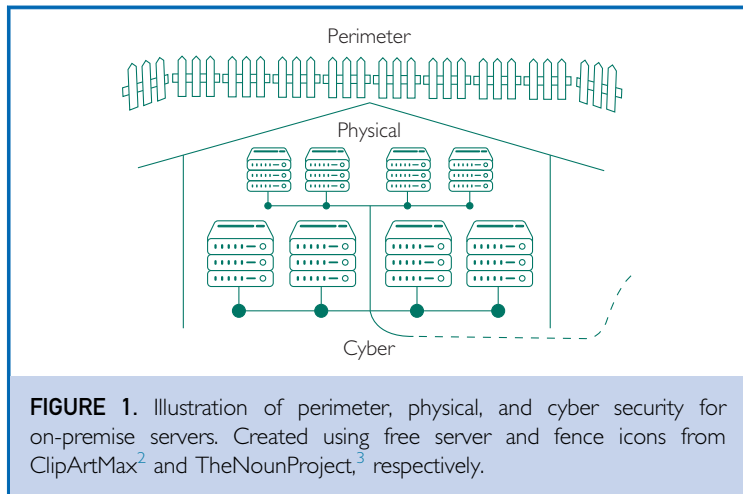 Perimeter
Physical
Cyber
FIGURE 1. Illustration of perimeter, physical, and cyber security for
on-premise servers. Created using free server and fence icons from
ClipArtMax2 and TheNounProject,3 respectively.